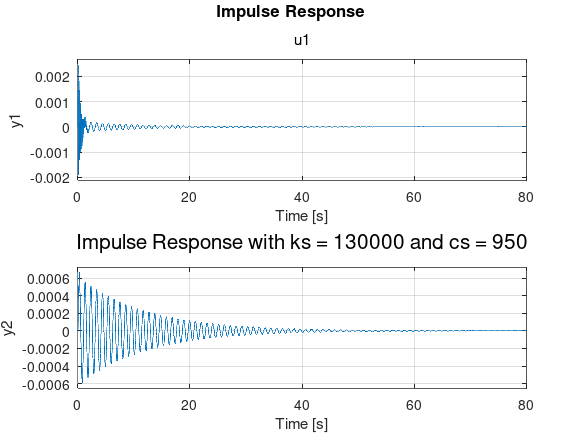 Impulse Response
u1
y1
0.002
0.001
0
-0.001
-0.002
0 20 40 60 80
Time [s]
Impulse Response with ks = 130000 and cs = 950
y2
0.0006
0.0004
0.0002
0
-0.0002
-0.0004
-0.0006
0 20 40 60 80
Time [s]